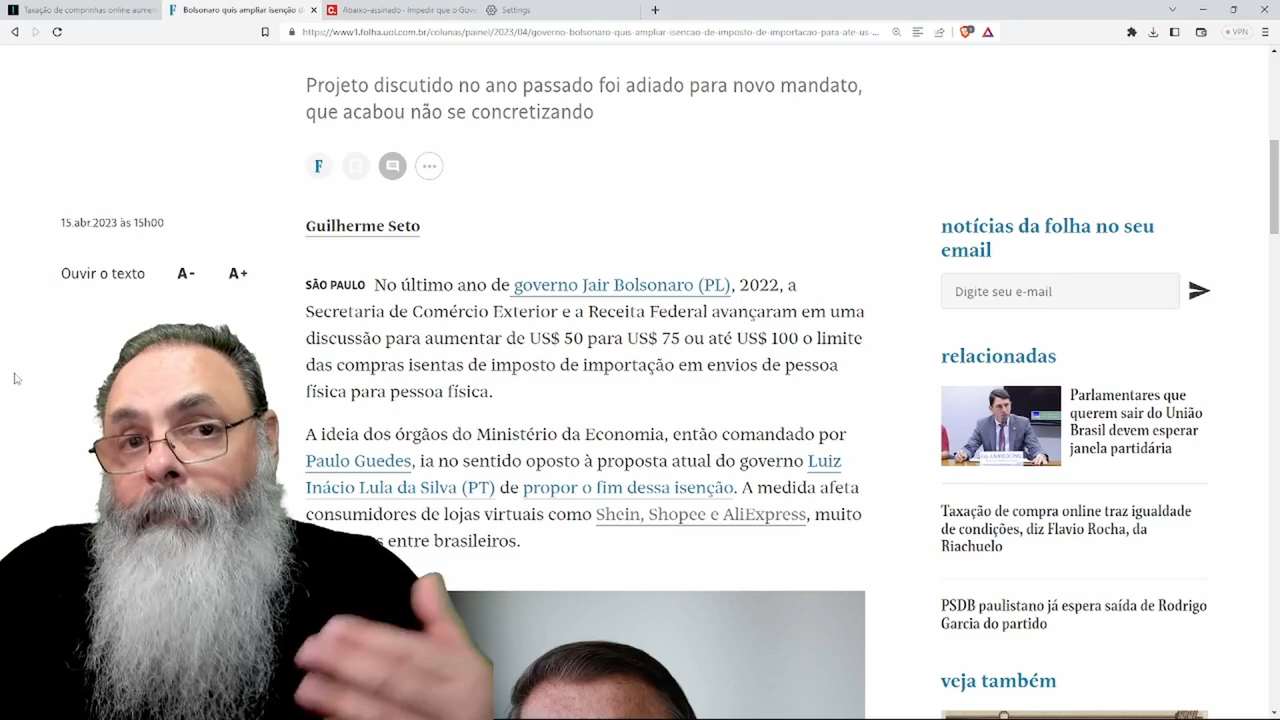 Taxação de comprinhas online aumen
Bolsonaro quis ampliar isenção d
Abaixo-assinado - Impedir que o Gov
Settings
https://www1.folha.uol.com.br/colunas/painel/2023/04/governo-bolsonaro-quis-ampliar-isencao-de-imposto-de-importacao-para-ate-us-...
VPN
Projeto discutido no ano passado foi adiado para novo mandato,
que acabou não se concretizando
F
15.abr.2023 às 15h00
Ouvir o texto A- A+
Guilherme Seto
SÃO PAULO No último ano de governo Jair Bolsonaro (PL), 2022, a
Secretaria de Comércio Exterior e a Receita Federal avançaram em uma
discussão para aumentar de US$ 50 para US$ 75 ou até US$ 100 o limite
das compras isentas de imposto de importação em envios de pessoa
física para pessoa física.
A ideia dos órgãos do Ministério da Economia, então comandado por
Paulo Guedes, ia no sentido oposto à proposta atual do governo Luiz
Inácio Lula da Silva (PT) de propor o fim dessa isenção. A medida afeta
consumidores de lojas virtuais como Shein, Shopee e AliExpress, muito
entre brasileiros.
notícias da folha no seu
email
Digite seu e-mail
relacionadas
Parlamentares que
querem sair do União
Brasil devem esperar
janela partidária
Taxação de compra online traz igualdade
de condições, diz Flavio Rocha, da
Riachuelo
PSDB paulistano já espera saída de Rodrigo
Garcia do partido
veja também